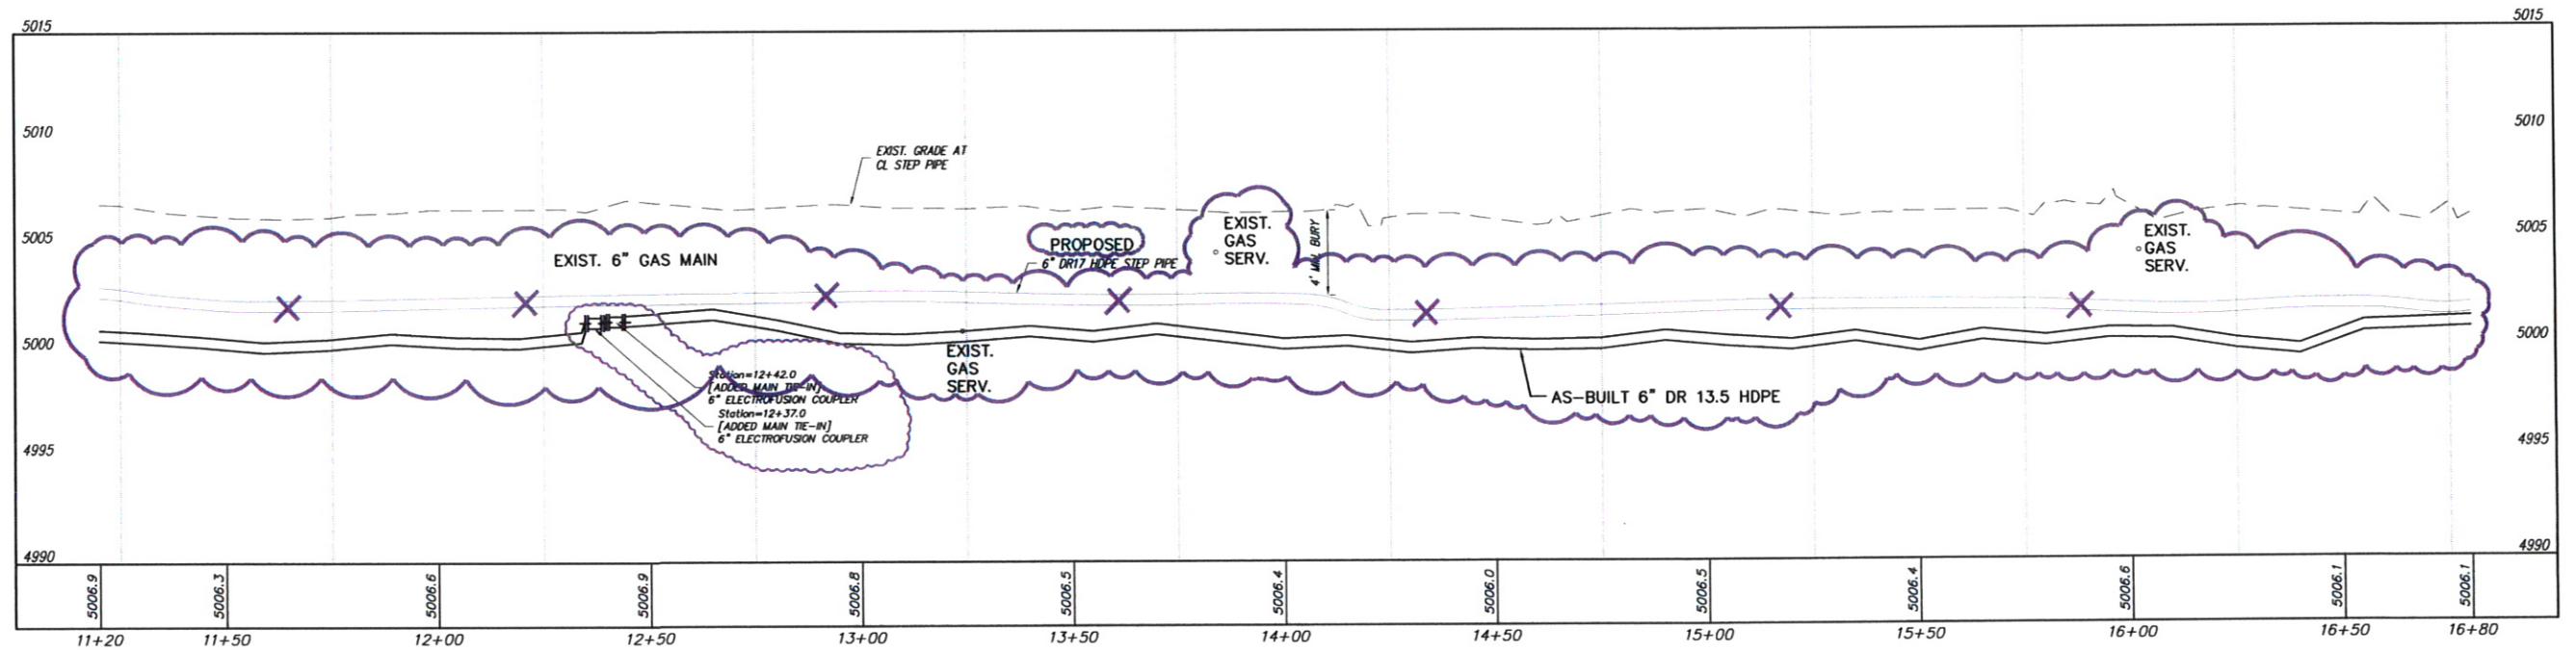 5015
5015
5010
5010
EXIST. GRADE AT
CL STEP PIPE
5005
5005
EXIST. 6" GAS MAIN
PROPOSED
6" DR17 HDPE STEP PIPE
EXIST.
GAS
SERV.
4' MIN. BURY
EXIST.
GAS
SERV.
5000
5000
EXIST.
GAS
SERV.
Station=12+42.0
[ADDED MAIN TIE-IN]
6" ELECTROFUSION COUPLER
Station=12+37.0
[ADDED MAIN TIE-IN]
6" ELECTROFUSION COUPLER
AS-BUILT 6" DR 13.5 HDPE
4995
4995
4990
4990
5006.9
5006.3
5006.6
5006.9
5006.8
5006.5
5006.4
5006.0
5006.5
5006.4
5006.6
5006.1
5006.1
11+20
11+50
12+00
12+50
13+00
13+50
14+00
14+50
15+00
15+50
16+00
16+50
16+80